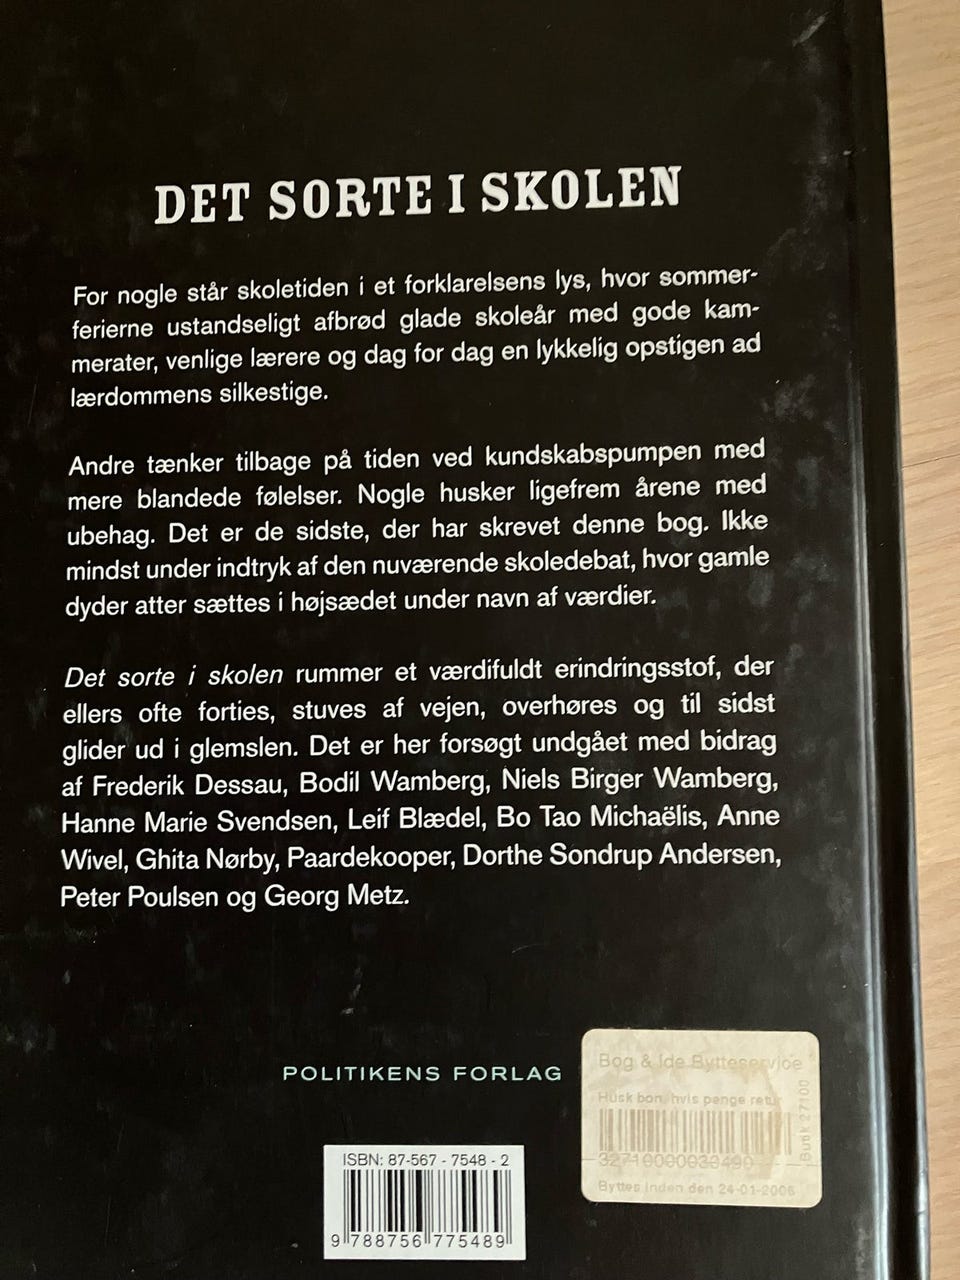 DET SORTE I SKOLEN
For nogle står skoletiden i et forklarelsens lys, hvor sommer-
ferierne ustandseligt afbrød glade skoleår med gode kam-
merater, venlige lærere og dag for dag en lykkelig opstigen ad
lærdommens silkestige.
Andre tænker tilbage på tiden ved kundskabspumpen med
mere blandede følelser. Nogle husker ligefrem årene med
ubehag. Det er de sidste, der har skrevet denne bog. Ikke
mindst under indtryk af den nuværende skoledebat, hvor gamle
dyder atter sættes i højsædet under navn af værdier.
Det sorte i skolen rummer et værdifuldt erindringsstof, der
ellers ofte forties, stuves af vejen, overhøres og til sidst
glider ud i glemslen. Det er her forsøgt undgået med bidrag
af Frederik Dessau, Bodil Wamberg, Niels Birger Wamberg,
Hanne Marie Svendsen, Leif Blædel, Bo Tao Michaëlis, Anne
Wivel, Ghita Nørby, Paardekooper, Dorthe Sondrup Andersen,
Peter Poulsen og Georg Metz.
POLITIKENS FORLAG
Bog & Ide Bytteservice
Husk bon, hvis penge retur
Butik 27100
32710000030490
Byttes inden den 24-01-2006
ISBN: 87-567-7548-2
9 788756 775489